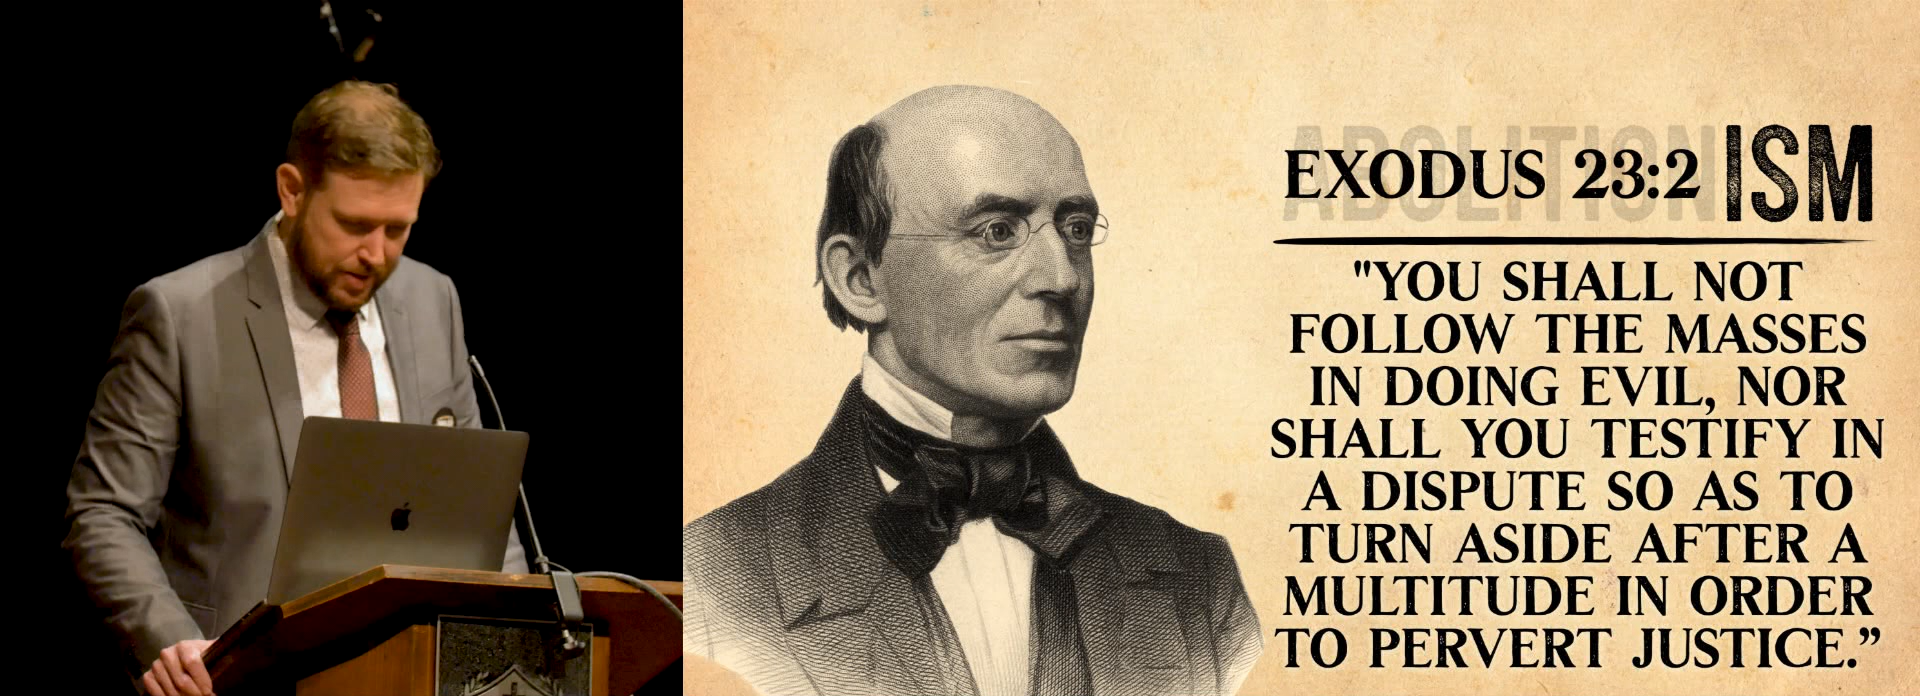 ABOLITIONISM
EXODUS 23:2
"YOU SHALL NOT
FOLLOW THE MASSES
IN DOING EVIL, NOR
SHALL YOU TESTIFY IN
A DISPUTE SO AS TO
TURN ASIDE AFTER A
MULTITUDE IN ORDER
TO PERVERT JUSTICE.”